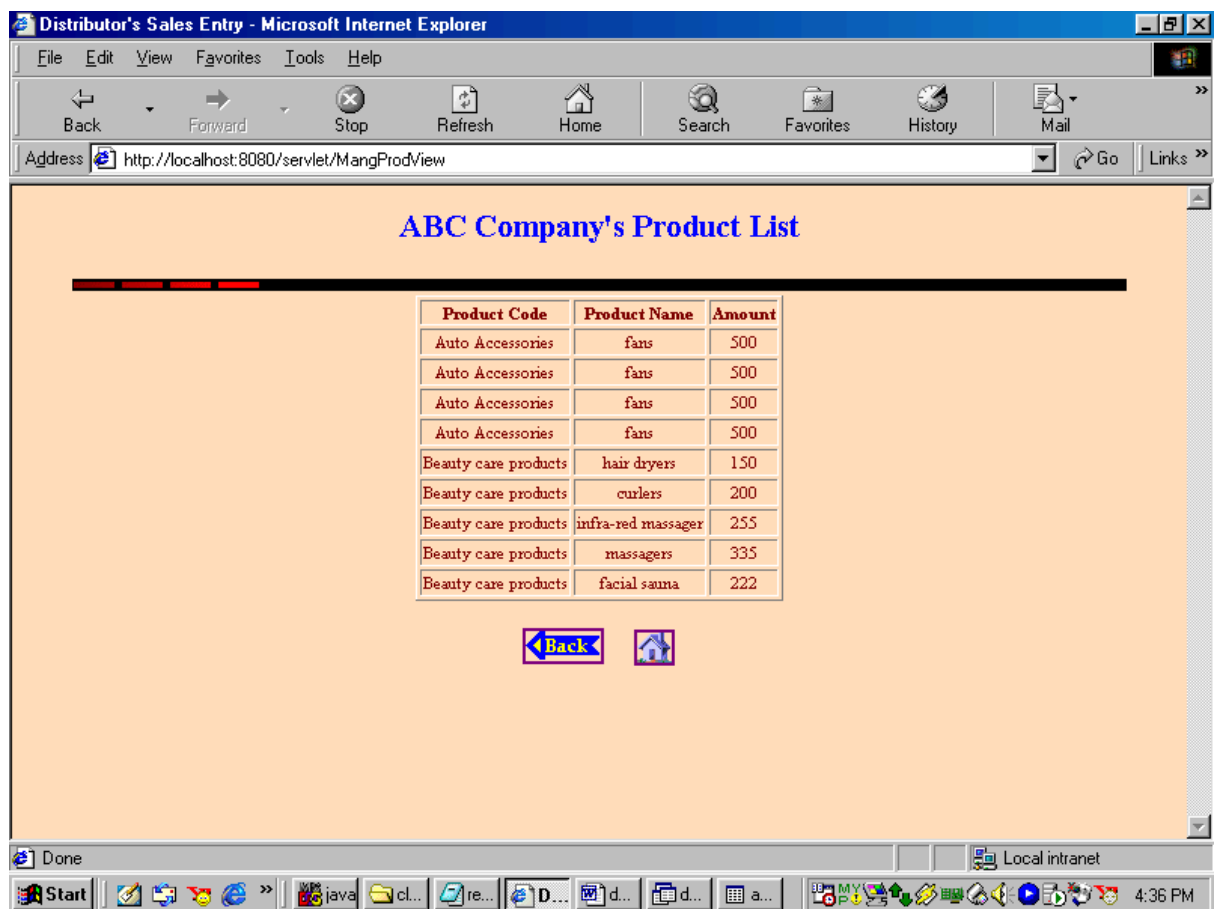 Distributor's Sales Entry - Microsoft Internet Explorer
File Edit View Favorites Tools Help
Back Forward Stop Refresh Home Search Favorites History Mail »
Address http://localhost:8080/servlet/MangProdView Go Links »
ABC Company's Product List
Product Code Product Name Amount
Auto Accessories fans 500
Auto Accessories fans 500
Auto Accessories fans 500
Auto Accessories fans 500
Beauty care products hair dryers 150
Beauty care products curlers 200
Beauty care products infra-red massager 255
Beauty care products massagers 335
Beauty care products facial sauna 222
Back
Done Local intranet
Start » java cl... re... D... d... d... a... 4:36 PM